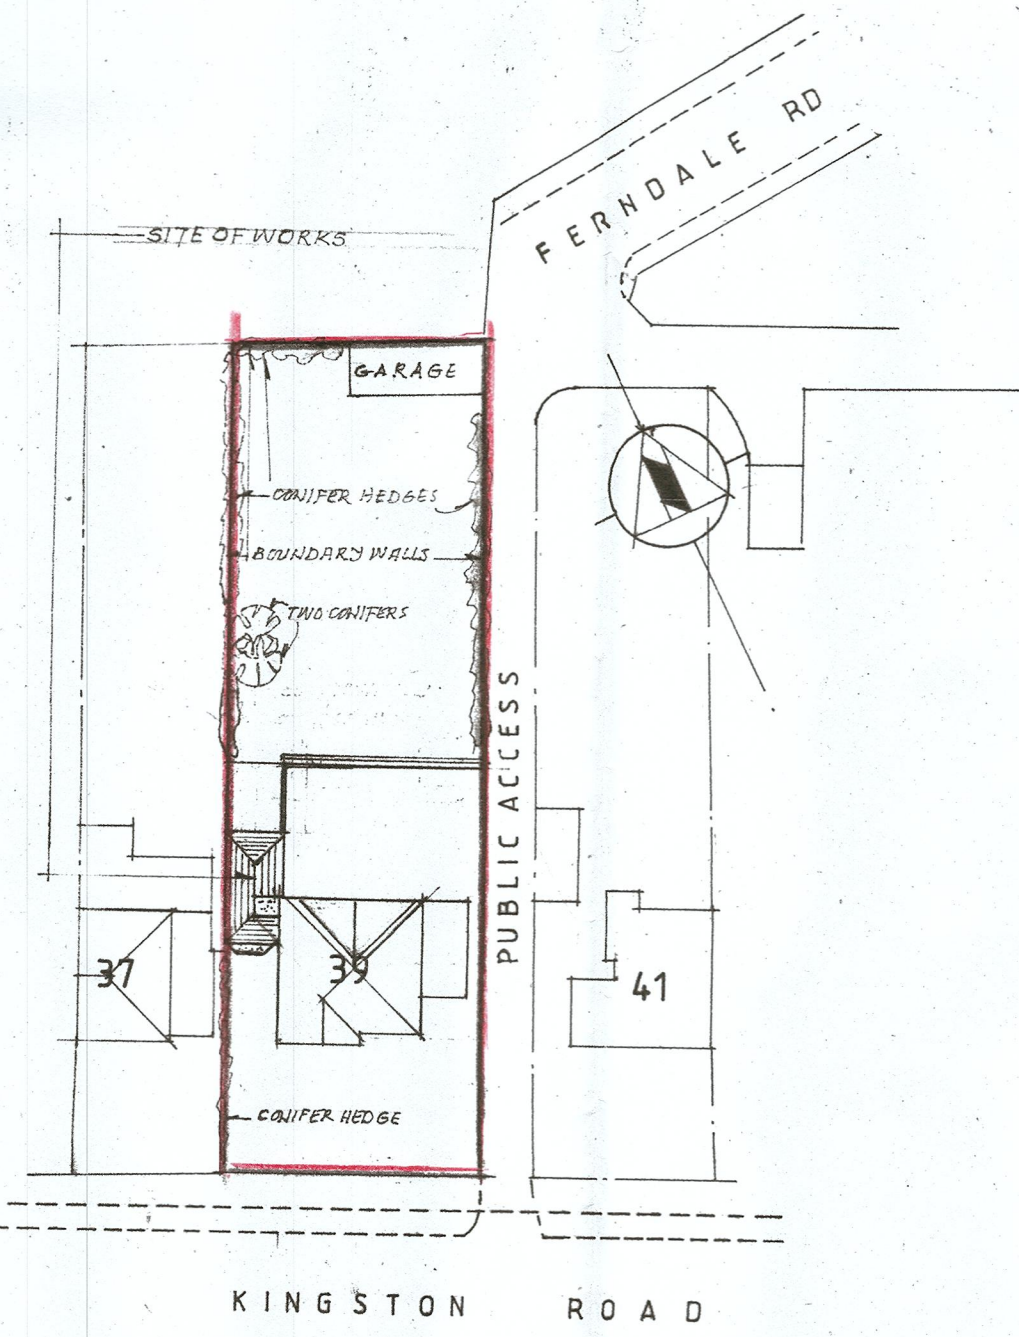 FERNDALE RD
SITE OF WORKS
GARAGE
CONIFER HEDGES
BOUNDARY WALLS
TWO CONIFERS
PUBLIC ACCESS
37
39
41
CONIFER HEDGE
KINGSTON ROAD